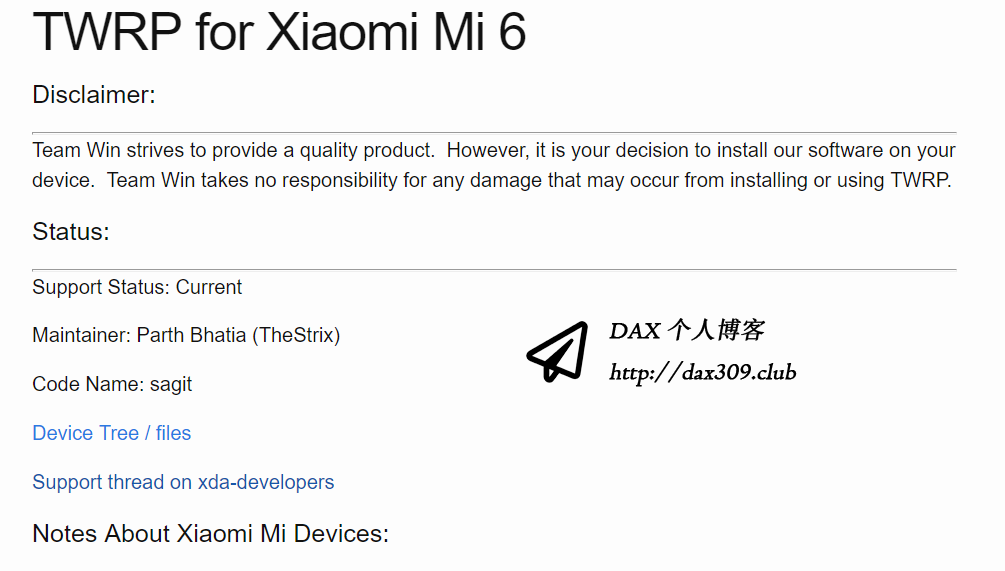 TWRP for Xiaomi Mi 6
Disclaimer:
Team Win strives to provide a quality product.  However, it is your decision to install our software on your
device.  Team Win takes no responsibility for any damage that may occur from installing or using TWRP.
Status:
Support Status: Current
Maintainer: Parth Bhatia (TheStrix)
DAX 个人博客
http://dax309.club
Code Name: sagit
Device Tree / files
Support thread on xda-developers
Notes About Xiaomi Mi Devices: